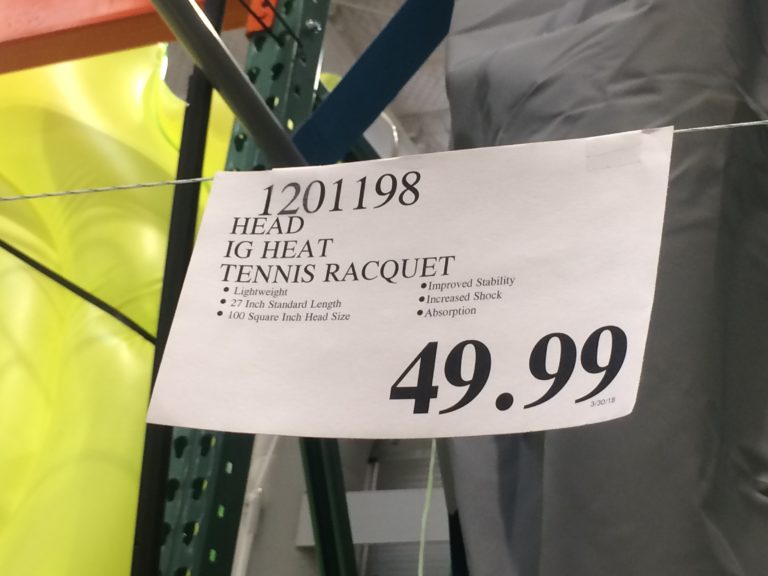 1201198
HEAD
IG HEAT
TENNIS RACQUET
• Lightweight
• 27 Inch Standard Length
• 100 Square Inch Head Size
• Improved Stability
• Increased Shock
• Absorption
49.99
3/30/18